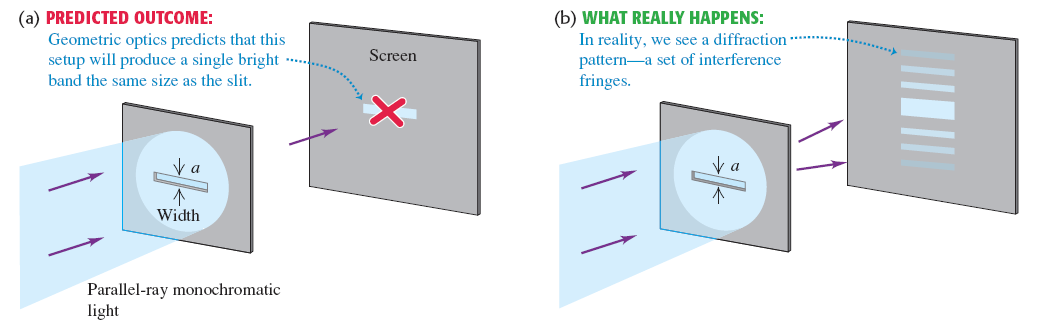 (a) PREDICTED OUTCOME:
Geometric optics predicts that this
setup will produce a single bright
band the same size as the slit.
Screen
a
Width
Parallel-ray monochromatic
light
(b) WHAT REALLY HAPPENS:
In reality, we see a diffraction
pattern—a set of interference
fringes.
a